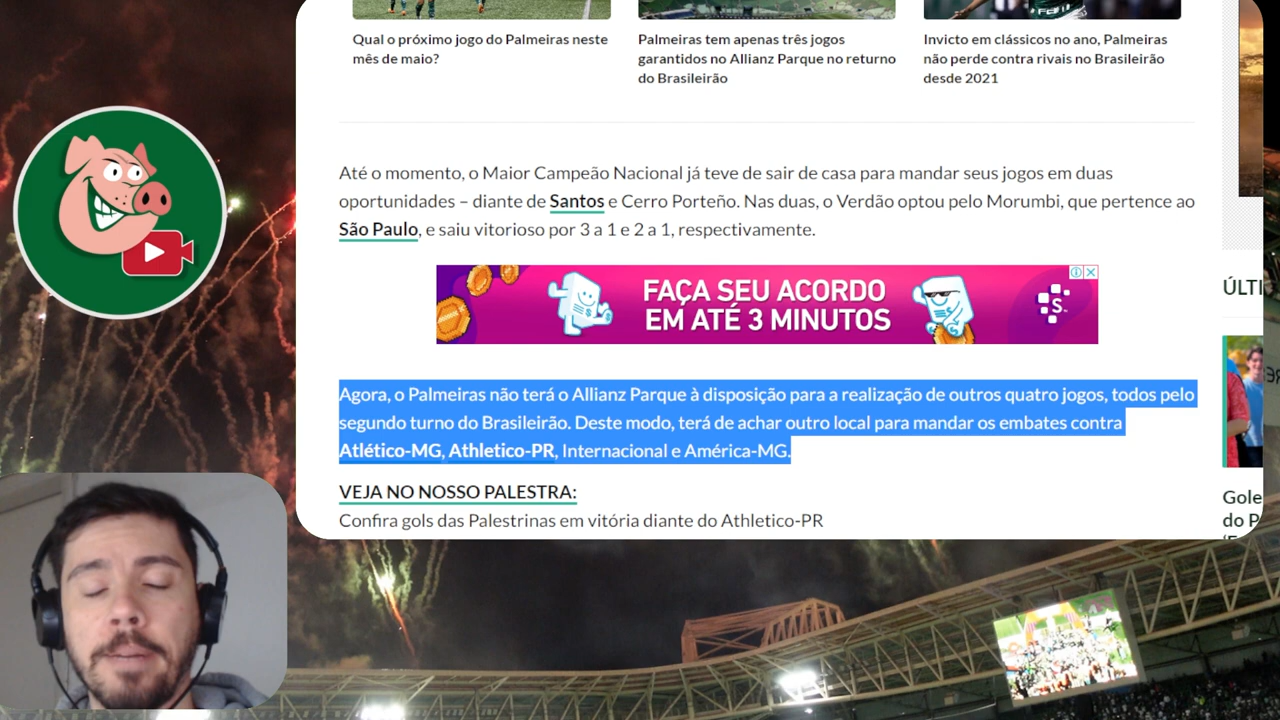 Qual o próximo jogo do Palmeiras neste
mês de maio?
Palmeiras tem apenas três jogos
garantidos no Allianz Parque no returno
do Brasileirão
Invicto em clássicos no ano, Palmeiras
não perde contra rivais no Brasileirão
desde 2021
Até o momento, o Maior Campeão Nacional já teve de sair de casa para mandar seus jogos em duas
oportunidades – diante de Santos e Cerro Porteño. Nas duas, o Verdão optou pelo Morumbi, que pertence ao
São Paulo, e saiu vitorioso por 3 a 1 e 2 a 1, respectivamente.
FAÇA SEU ACORDO
EM ATÉ 3 MINUTOS
S
ÚLTI
Agora, o Palmeiras não terá o Allianz Parque à disposição para a realização de outros quatro jogos, todos pelo
segundo turno do Brasileirão. Deste modo, terá de achar outro local para mandar os embates contra
Atlético-MG, Athletico-PR, Internacional e América-MG.
VEJA NO NOSSO PALESTRA:
Confira gols das Palestrinas em vitória diante do Athletico-PR
Gole
do P